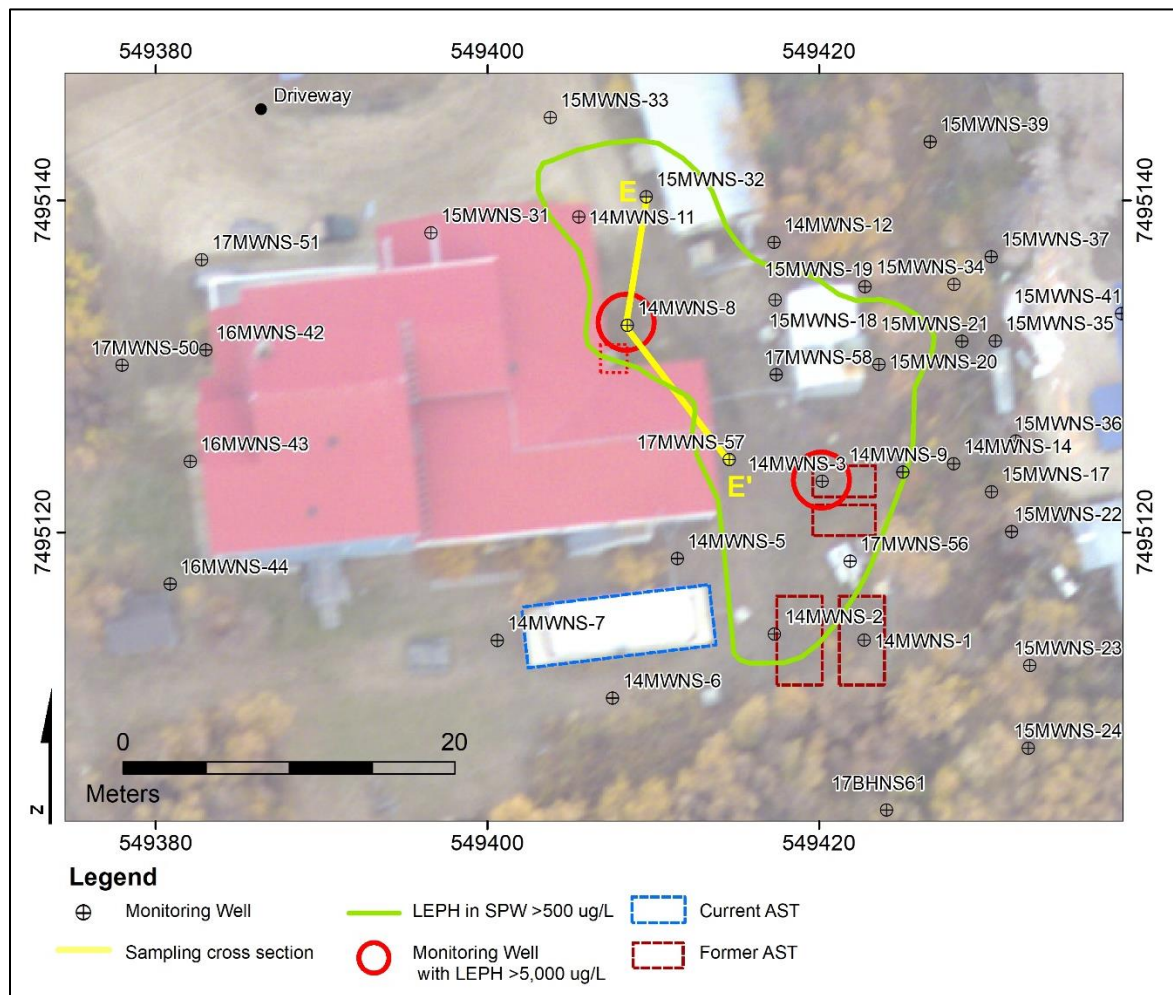 549380
549400
549420
Driveway
15MWNS-33
15MWNS-39
7495140
15MWNS-32
7495140
E
15MWNS-31
14MWNS-11
14MWNS-12
17MWNS-51
15MWNS-37
15MWNS-19
15MWNS-34
14MWNS-8
15MWNS-41
15MWNS-18
15MWNS-21
15MWNS-35
16MWNS-42
17MWNS-50
17MWNS-58
15MWNS-20
15MWNS-36
17MWNS-57
14MWNS-14
16MWNS-43
14MWNS-3
14MWNS-9
E'
15MWNS-17
7495120
15MWNS-22
7495120
14MWNS-5
17MWNS-56
16MWNS-44
14MWNS-7
14MWNS-2
14MWNS-1
15MWNS-23
14MWNS-6
0
20
15MWNS-24
Meters
17BHNS61
N
549380
549400
549420
Legend
Monitoring Well
LEPH in SPW >500 ug/L
Current AST
Sampling cross section
Monitoring Well
with LEPH >5,000 ug/L
Former AST